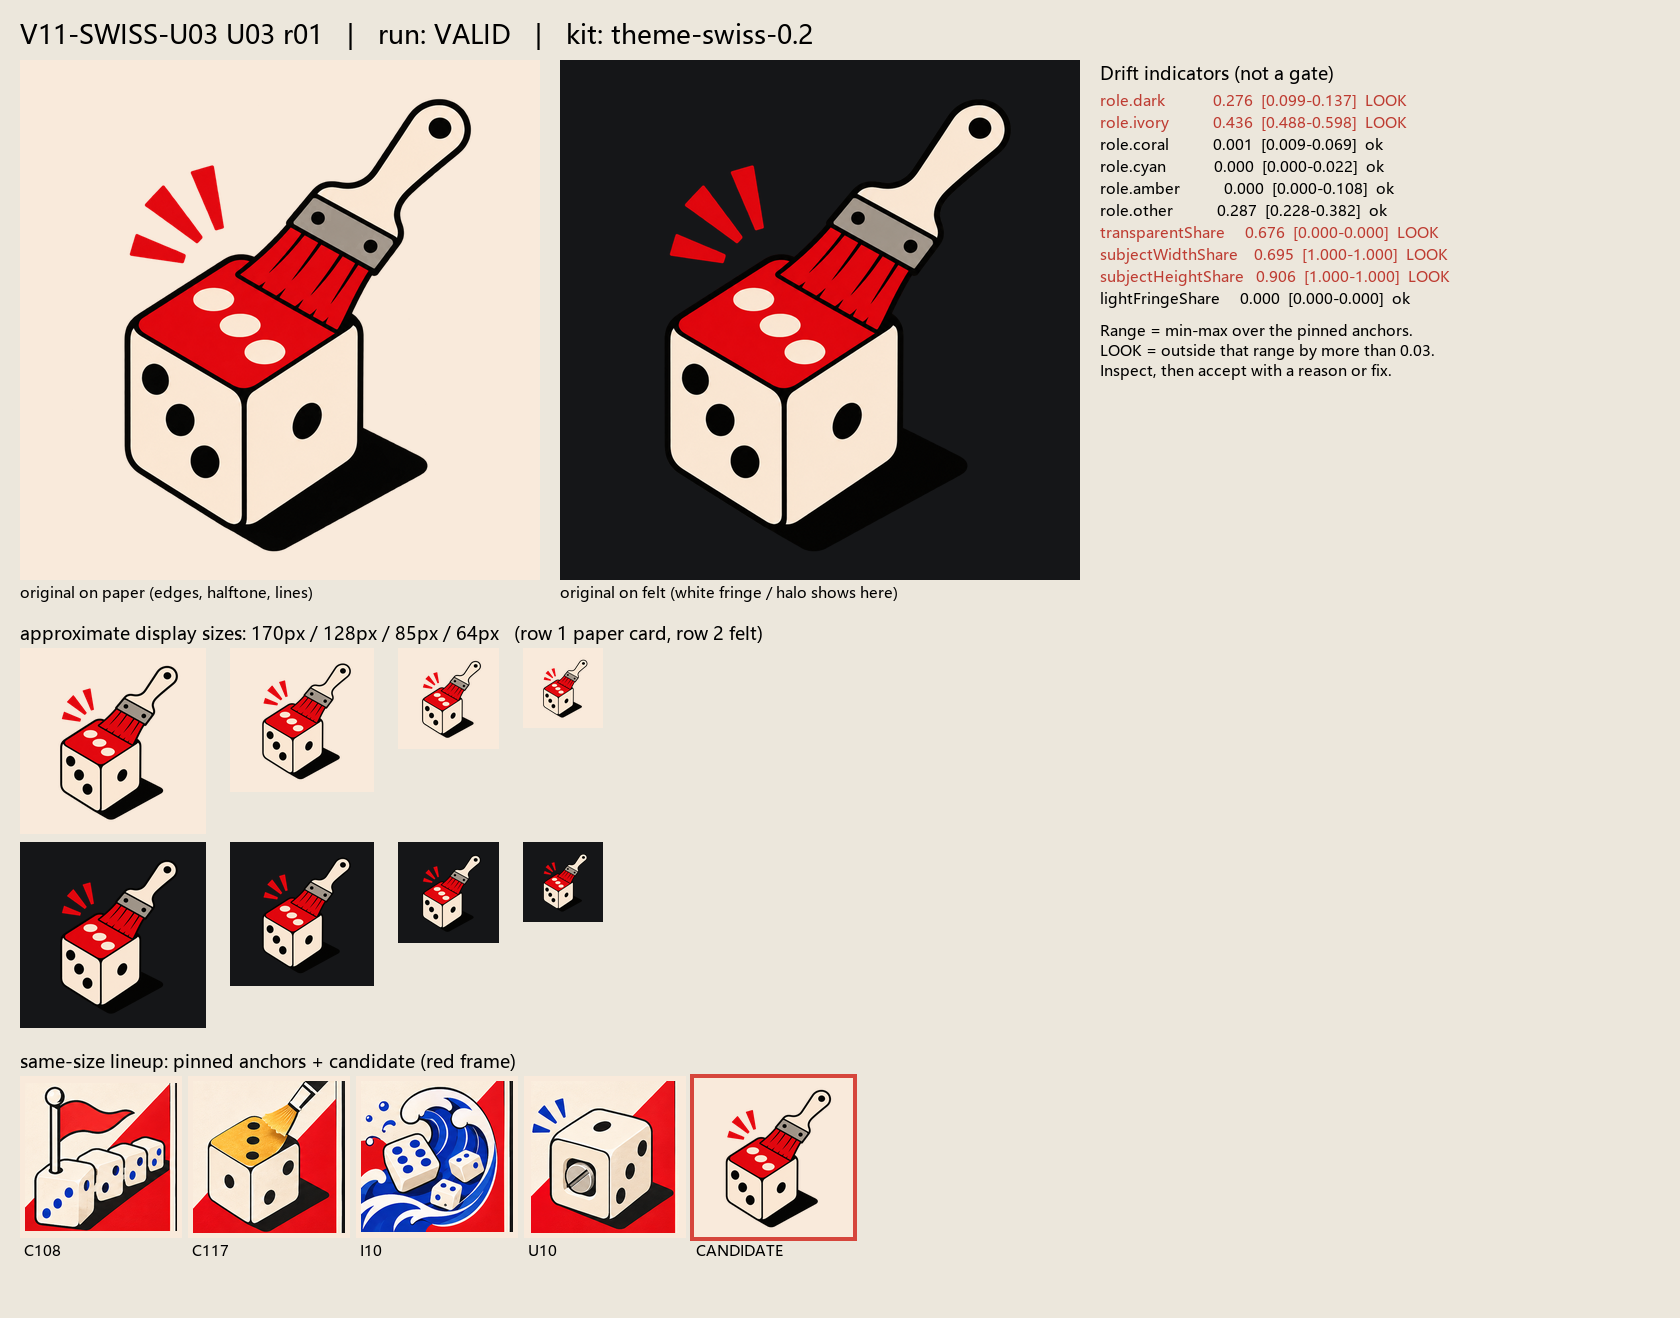 V11-SWISS-U03 U03 r01 | run: VALID | kit: theme-swiss-0.2
Drift indicators (not a gate)
role.dark 0.276 [0.099-0.137] LOOK
role.ivory 0.436 [0.488-0.598] LOOK
role.coral 0.001 [0.009-0.069] ok
role.cyan 0.000 [0.000-0.022] ok
role.amber 0.000 [0.000-0.108] ok
role.other 0.287 [0.228-0.382] ok
transparentShare 0.676 [0.000-0.000] LOOK
subjectWidthShare 0.695 [1.000-1.000] LOOK
subjectHeightShare 0.906 [1.000-1.000] LOOK
lightFringeShare 0.000 [0.000-0.000] ok
Range = min-max over the pinned anchors.
LOOK = outside that range by more than 0.03.
Inspect, then accept with a reason or fix.
original on paper (edges, halftone, lines)
original on felt (white fringe / halo shows here)
approximate display sizes: 170px / 128px / 85px / 64px (row 1 paper card, row 2 felt)
same-size lineup: pinned anchors + candidate (red frame)
C108
C117
I10
U10
CANDIDATE